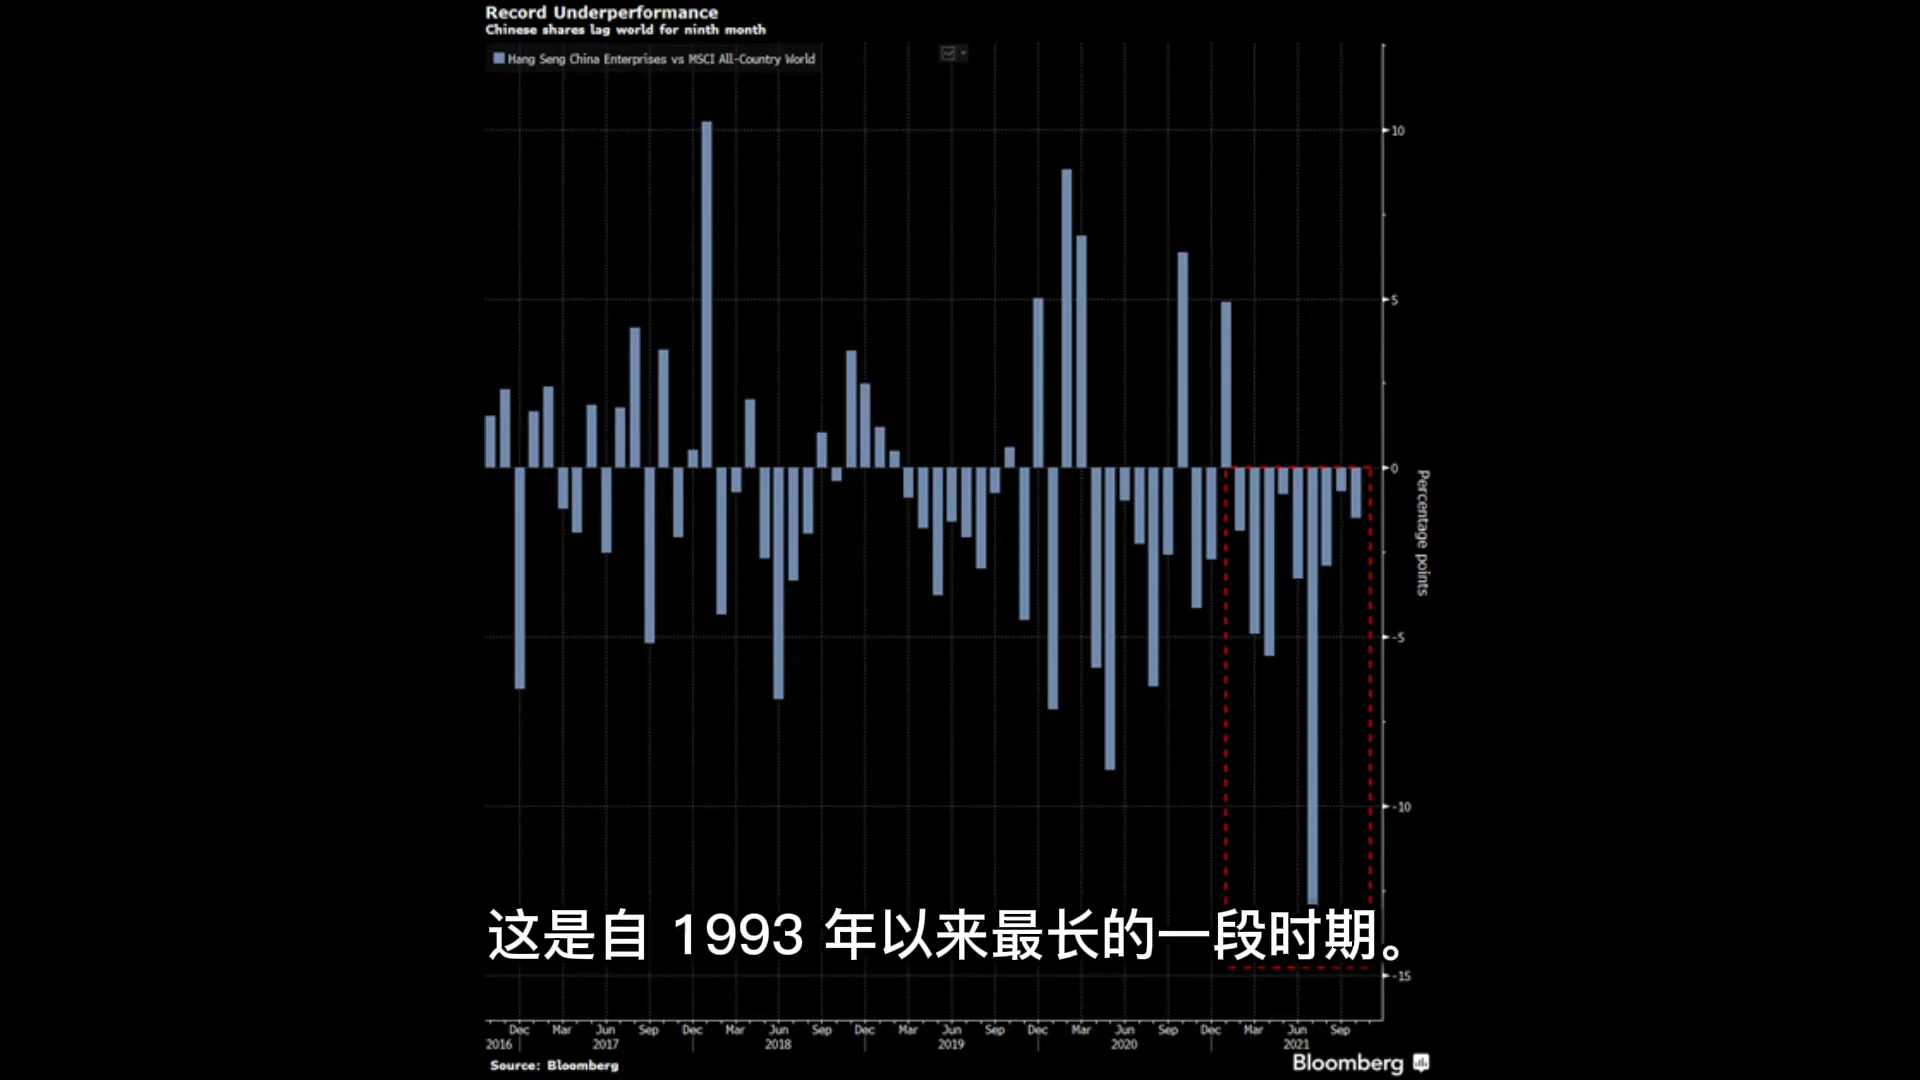 Record Underperformance
Chinese shares lag world for ninth month
Hang Seng China Enterprises vs MSCI All-Country World
10
5
0
-5
-10
-15
Percentage points
这是自 1993 年以来最长的一段时期。
Dec Mar Jun Sep Dec Mar Jun Sep Dec Mar Jun Sep Dec Mar Jun Sep Dec Mar Jun Sep
2016 2017 2018 2019 2020 2021
Source: Bloomberg
Bloomberg